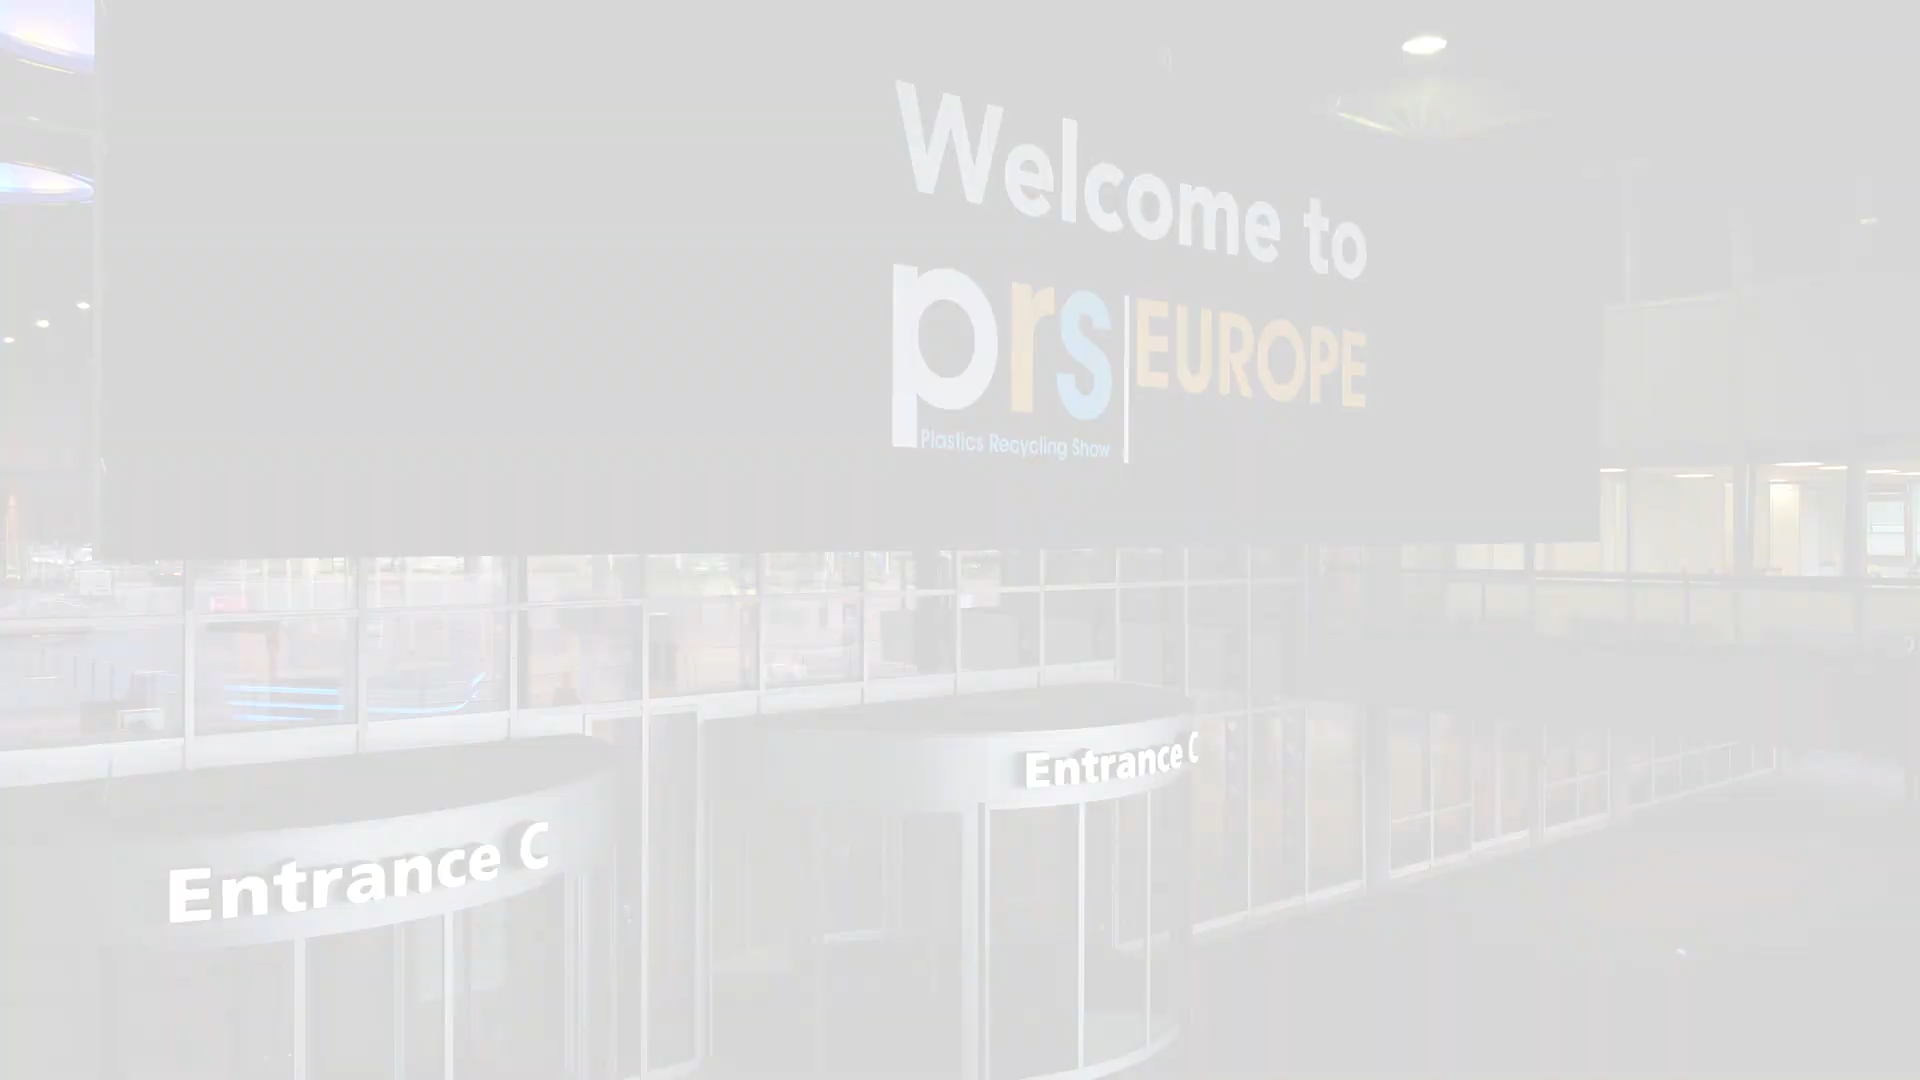 Welcome to
prs EUROPE
Plastics Recycling Show
Entrance C
Entrance C